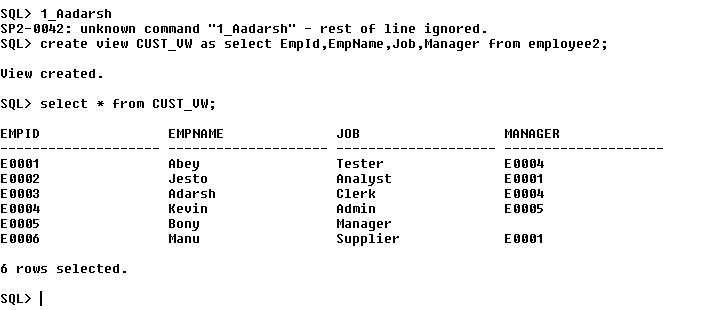 SQL> 1_Aadarsh
SP2-0042: unknown command "1_Aadarsh" - rest of line ignored.
SQL> create view CUST_VW as select EmpId,EmpName,Job,Manager from employee2;
View created.
SQL> select * from CUST_VW;
EMPID EMPNAME JOB MANAGER
-------------------- -------------------- -------------------- --------------------
E0001 Abey Tester E0004
E0002 Jesto Analyst E0001
E0003 Adarsh Clerk E0004
E0004 Kevin Admin E0005
E0005 Bony Manager
E0006 Manu Supplier E0001
6 rows selected.
SQL>